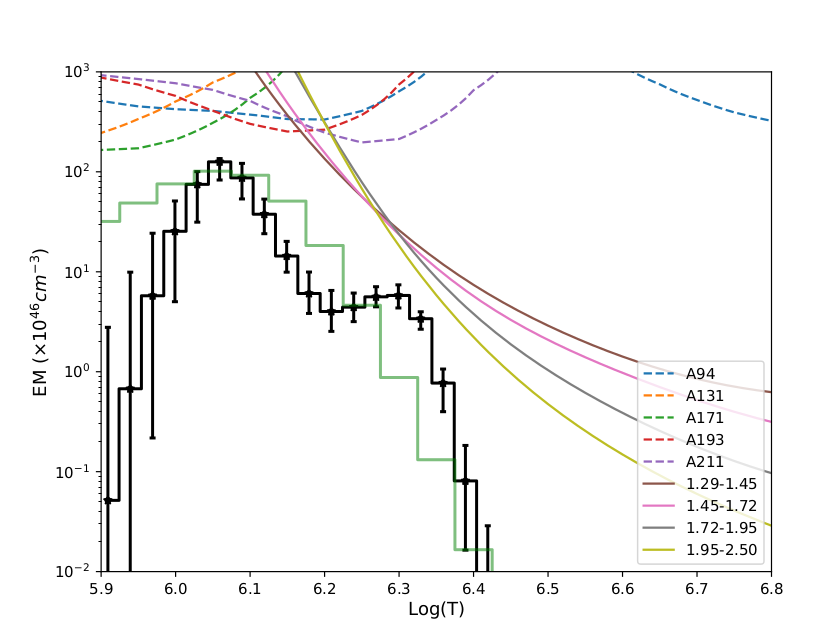 10³
10²
10¹
10⁰
10⁻¹
10⁻²
EM (×10⁴⁶cm⁻³)
5.9 6.0 6.1 6.2 6.3 6.4 6.5 6.6 6.7 6.8
Log(T)
A94
A131
A171
A193
A211
1.29-1.45
1.45-1.72
1.72-1.95
1.95-2.50